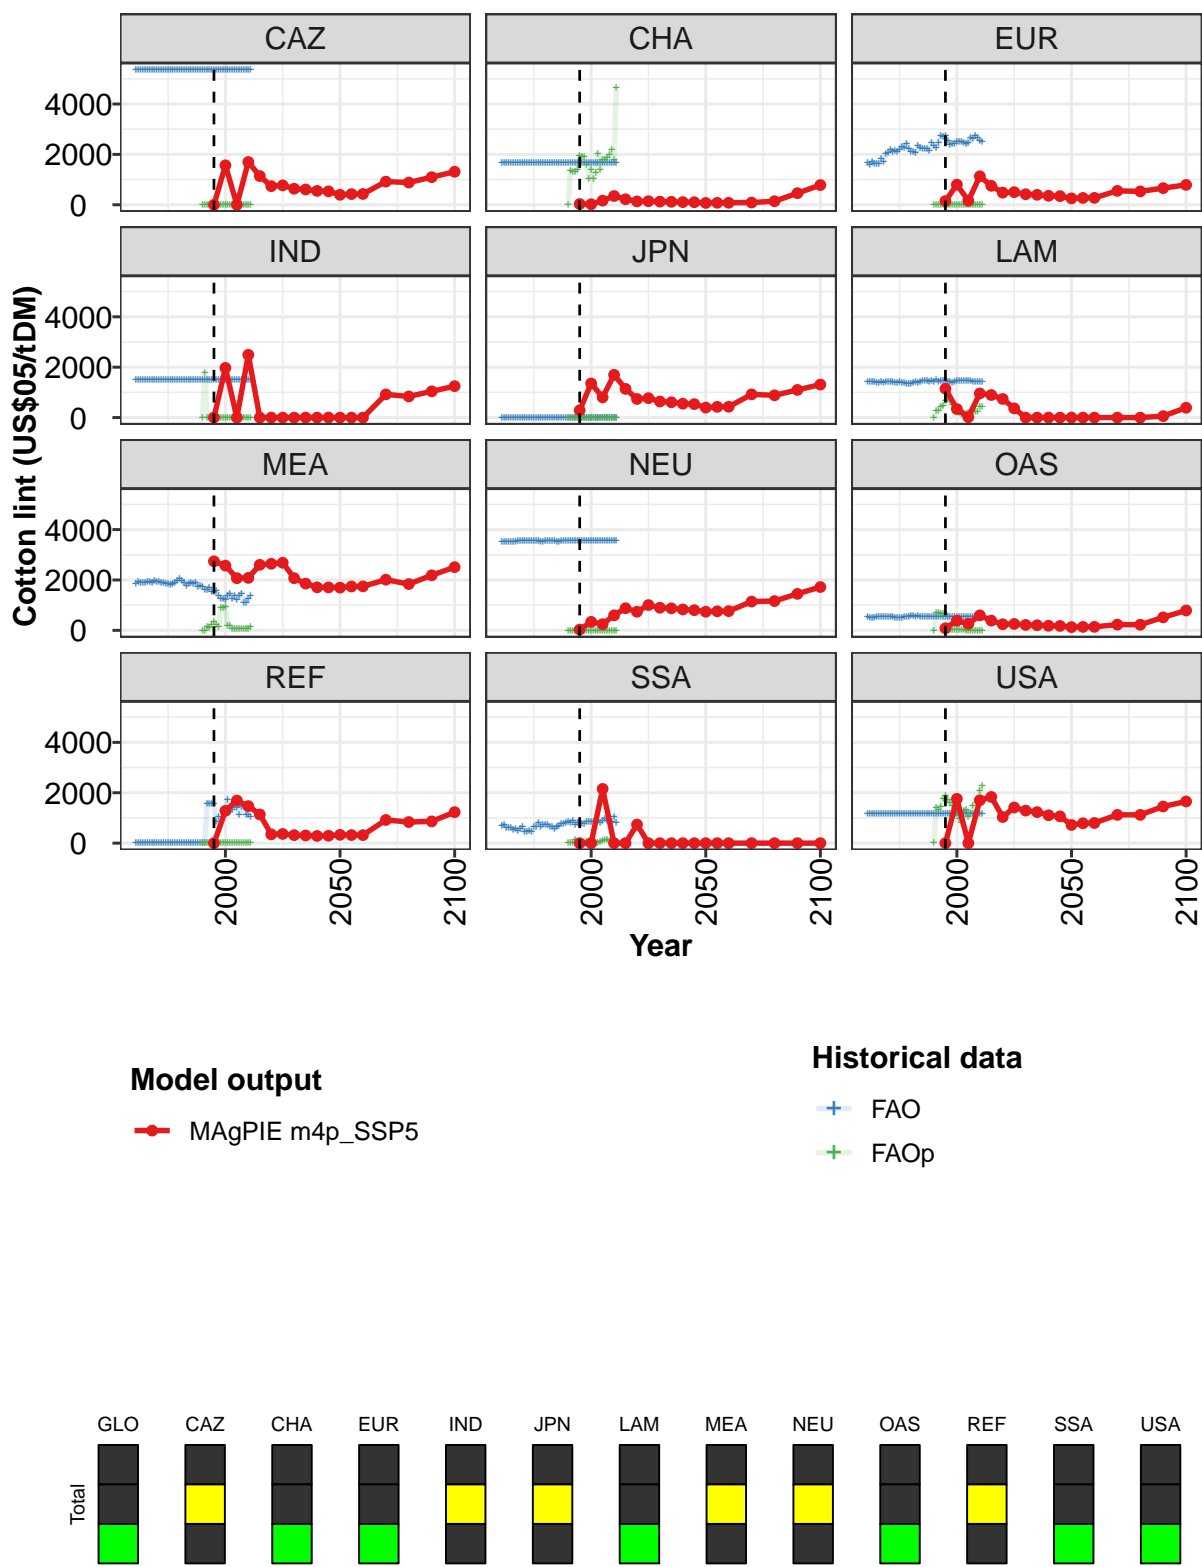 CAZ CHA EUR
4000
2000
0
IND JPN LAM
4000
2000
0
MEA NEU OAS
4000
2000
0
REF SSA USA
4000
2000
0
2000 2050 2100 2000 2050 2100 2000 2050 2100
Cotton lint (US$05/tDM)
Year
Model output
MAgPIE m4p_SSP5
Historical data
FAO
FAOp
GLO CAZ CHA EUR IND JPN LAM MEA NEU OAS REF SSA USA
Total